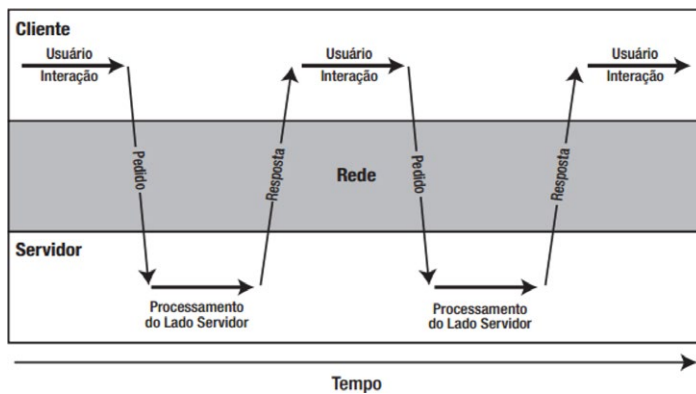 Cliente
Usuário
Interação
Usuário
Interação
Usuário
Interação
Pedido
Resposta
Pedido
Resposta
Rede
Servidor
Processamento
do Lado Servidor
Processamento
do Lado Servidor
Tempo